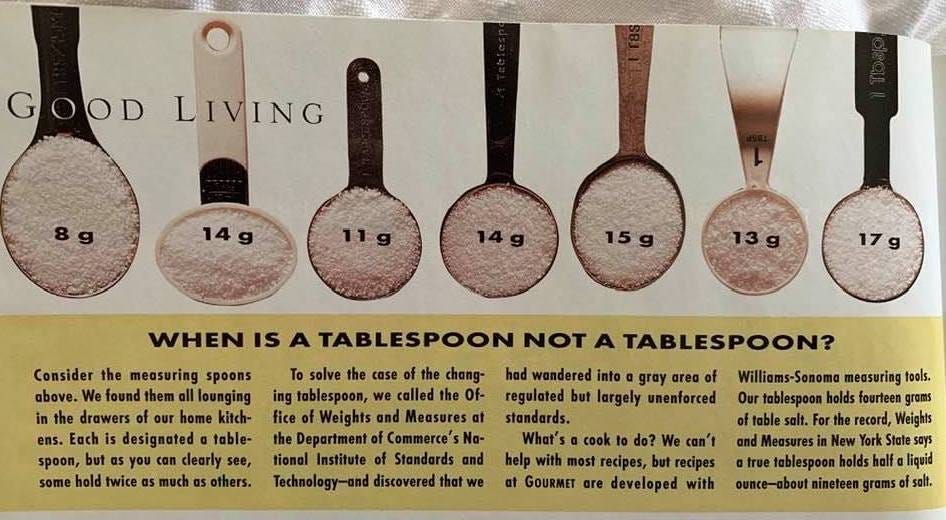 GOOD LIVING
1 Tablespo
1 TBS
TBSP
1
1 Tbsp
8 g
14 g
11 g
14 g
15 g
13 g
17 g
WHEN IS A TABLESPOON NOT A TABLESPOON?
Consider the measuring spoons
above. We found them all lounging
in the drawers of our home kitch-
ens. Each is designated a table-
spoon, but as you can clearly see,
some hold twice as much as others.
To solve the case of the chang-
ing tablespoon, we called the Of-
fice of Weights and Measures at
the Department of Commerce's Na-
tional Institute of Standards and
Technology—and discovered that we
had wandered into a gray area of
regulated but largely unenforced
standards.
What's a cook to do? We can't
help with most recipes, but recipes
at GOURMET are developed with
Williams-Sonoma measuring tools.
Our tablespoon holds fourteen grams
of table salt. For the record, Weights
and Measures in New York State says
a true tablespoon holds half a liquid
ounce—about nineteen grams of salt.